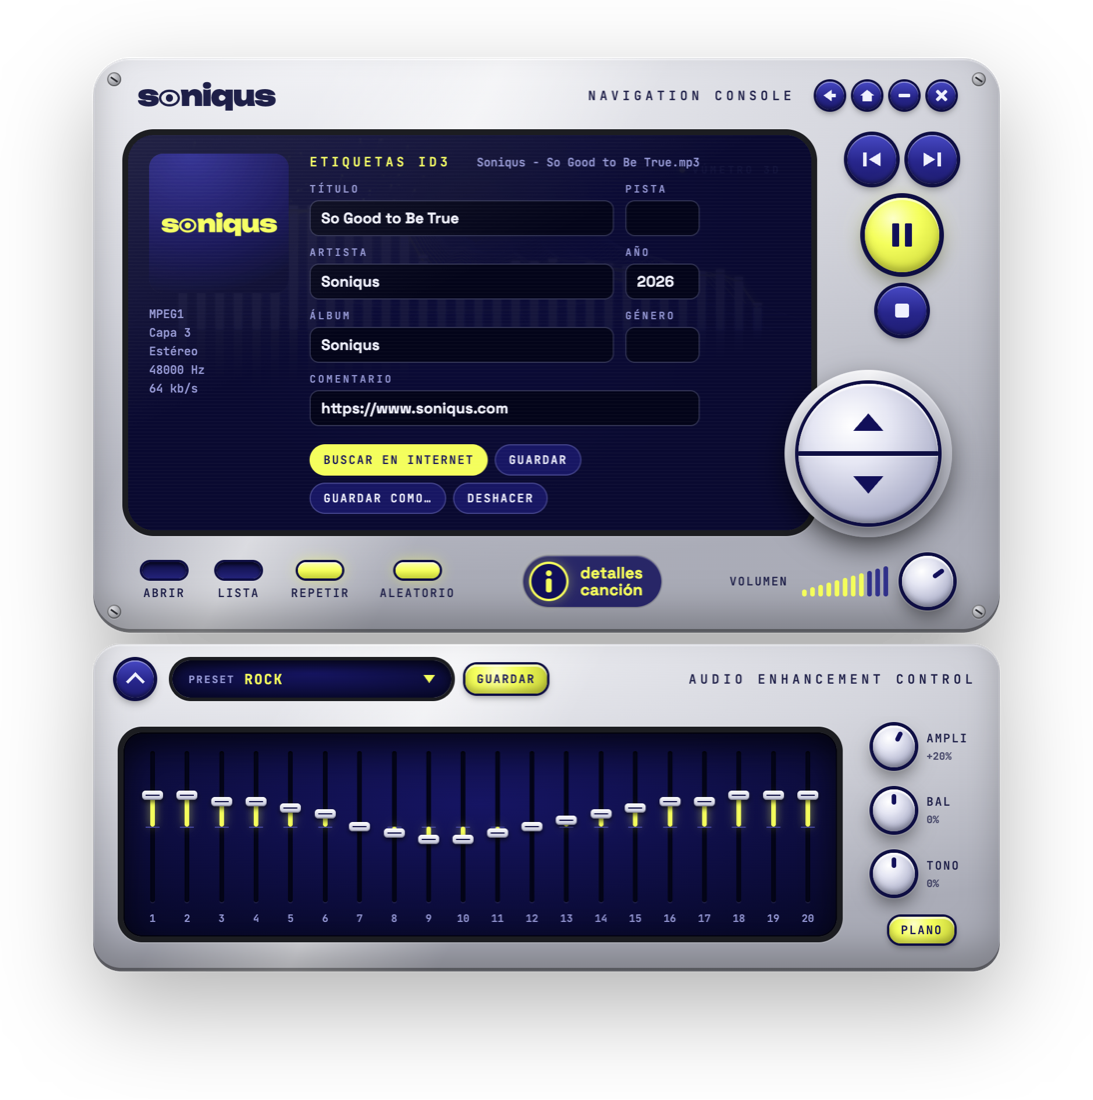 soniqus
NAVIGATION CONSOLE
soniqus
ETIQUETAS ID3
Soniqus - So Good to Be True.mp3
TÍTULO
PISTA
So Good to Be True
ARTISTA
AÑO
Soniqus
2026
ÁLBUM
GÉNERO
Soniqus
COMENTARIO
https://www.soniqus.com
MPEG1
Capa 3
Estéreo
48000 Hz
64 kb/s
BUSCAR EN INTERNET
GUARDAR
GUARDAR COMO…
DESHACER
ABRIR
LISTA
REPETIR
ALEATORIO
detalles
canción
VOLUMEN
PRESET ROCK
GUARDAR
AUDIO ENHANCEMENT CONTROL
AMPLI
+20%
BAL
0%
TONO
0%
PLANO
1 2 3 4 5 6 7 8 9 10 11 12 13 14 15 16 17 18 19 20